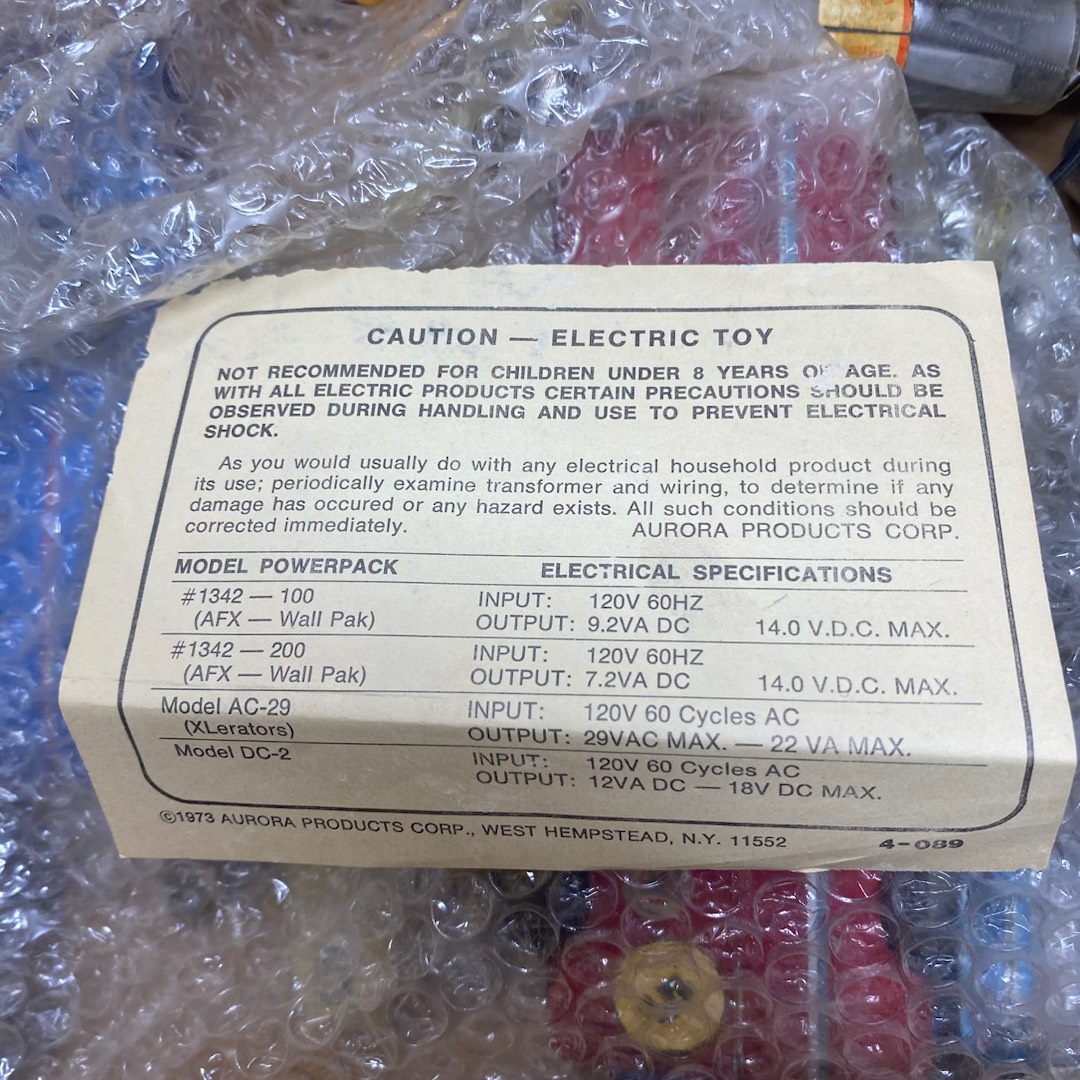 CAUTION — ELECTRIC TOY
NOT RECOMMENDED FOR CHILDREN UNDER 8 YEARS OF AGE. AS
WITH ALL ELECTRIC PRODUCTS CERTAIN PRECAUTIONS SHOULD BE
OBSERVED DURING HANDLING AND USE TO PREVENT ELECTRICAL
SHOCK.
As you would usually do with any electrical household product during
its use; periodically examine transformer and wiring, to determine if any
damage has occured or any hazard exists. All such conditions should be
corrected immediately. AURORA PRODUCTS CORP.
MODEL POWERPACK ELECTRICAL SPECIFICATIONS
#1342 — 100 INPUT: 120V 60HZ
(AFX — Wall Pak) OUTPUT: 9.2VA DC 14.0 V.D.C. MAX.
#1342 — 200 INPUT: 120V 60HZ
(AFX — Wall Pak) OUTPUT: 7.2VA DC 14.0 V.D.C. MAX.
Model AC-29 INPUT: 120V 60 Cycles AC
(XLerators) OUTPUT: 29VAC MAX. — 22 VA MAX.
Model DC-2 INPUT: 120V 60 Cycles AC
OUTPUT: 12VA DC — 18V DC MAX.
©1973 AURORA PRODUCTS CORP., WEST HEMPSTEAD, N.Y. 11552 4-089